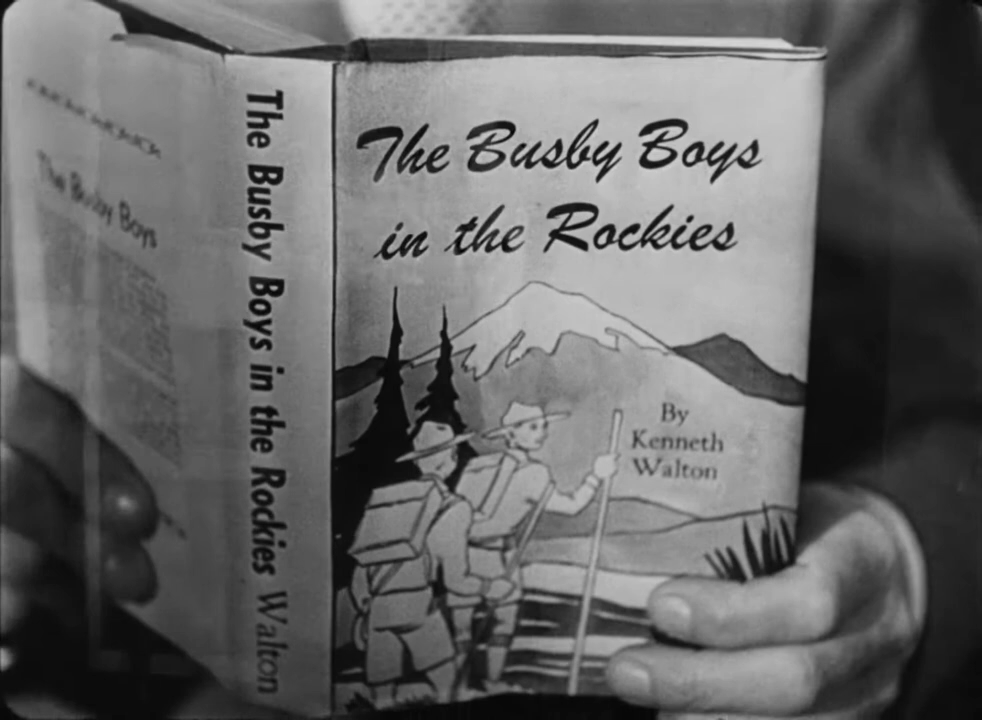 The Busby Boys
The Busby Boys in the Rockies Walton
The Busby Boys
in the Rockies
By
Kenneth
Walton